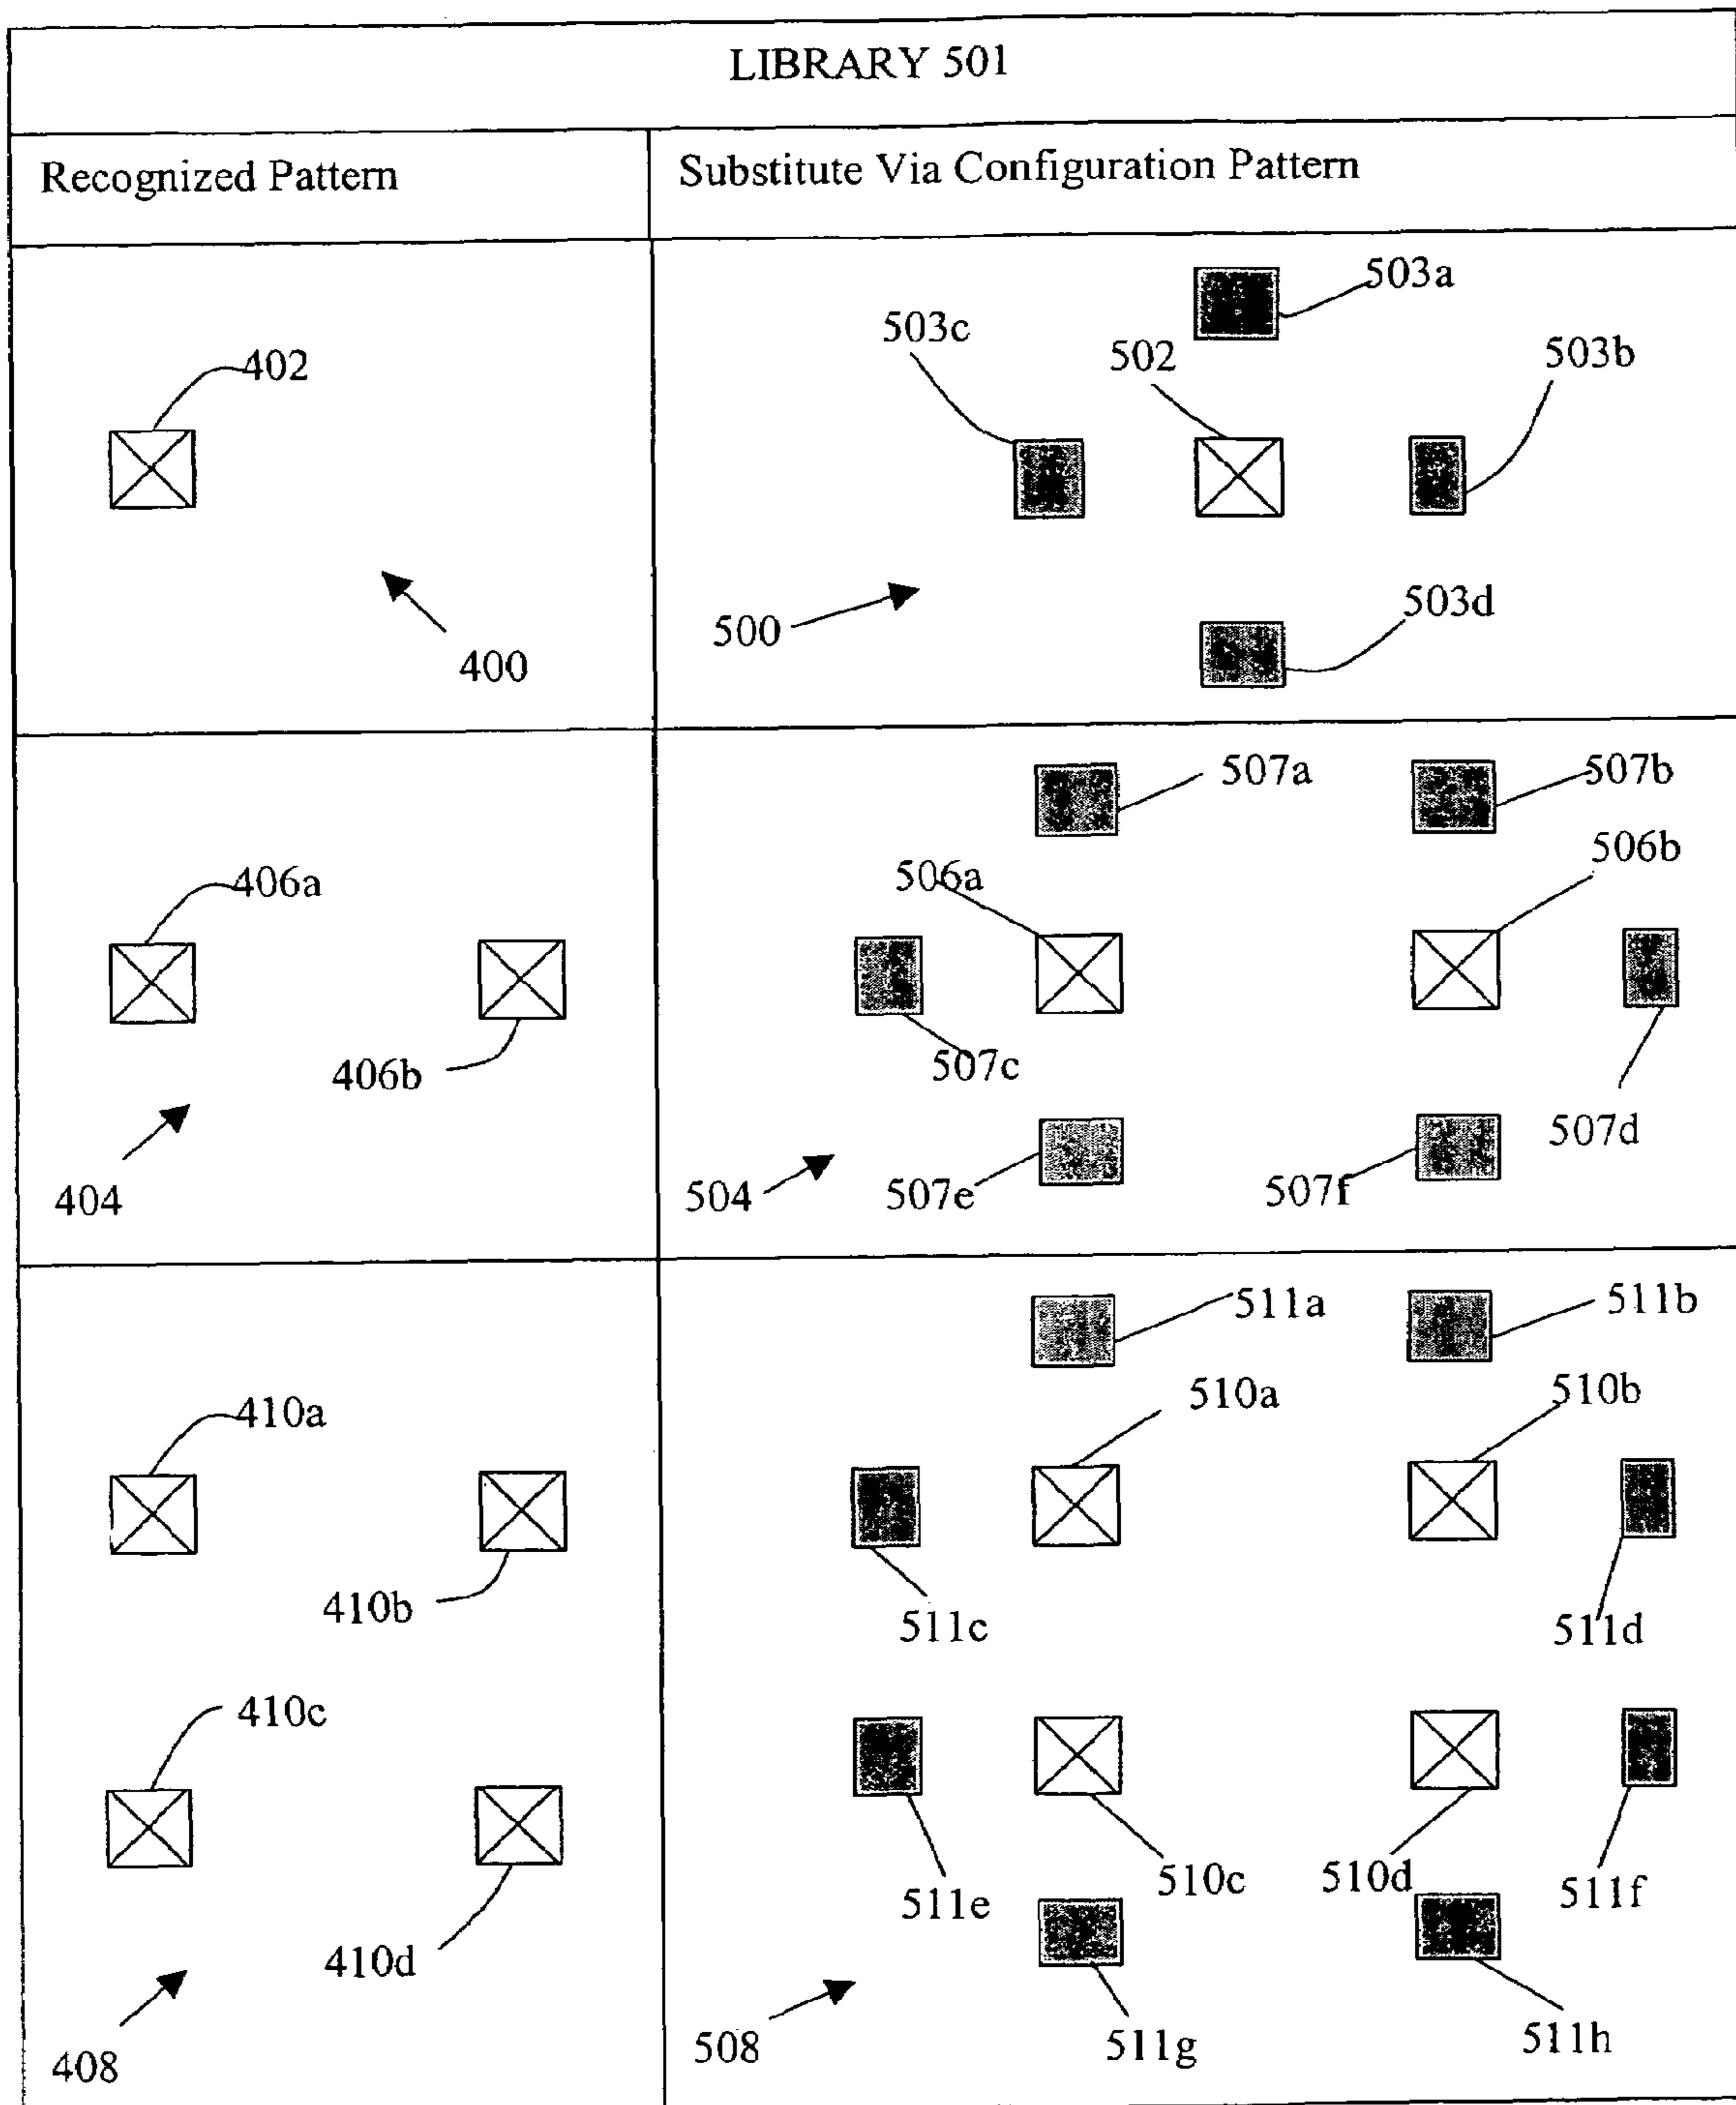 LIBRARY 501
Recognized Pattern
Substitute Via Configuration Pattern
402
400
503a
503c
502
503b
500
503d
406a
406b
404
507a
507b
506a
506b
507c
507d
504
507e
507f
410a
410b
410c
410d
408
511a
511b
510a
510b
511c
511d
511e
510c
510d
511f
508
511g
511h